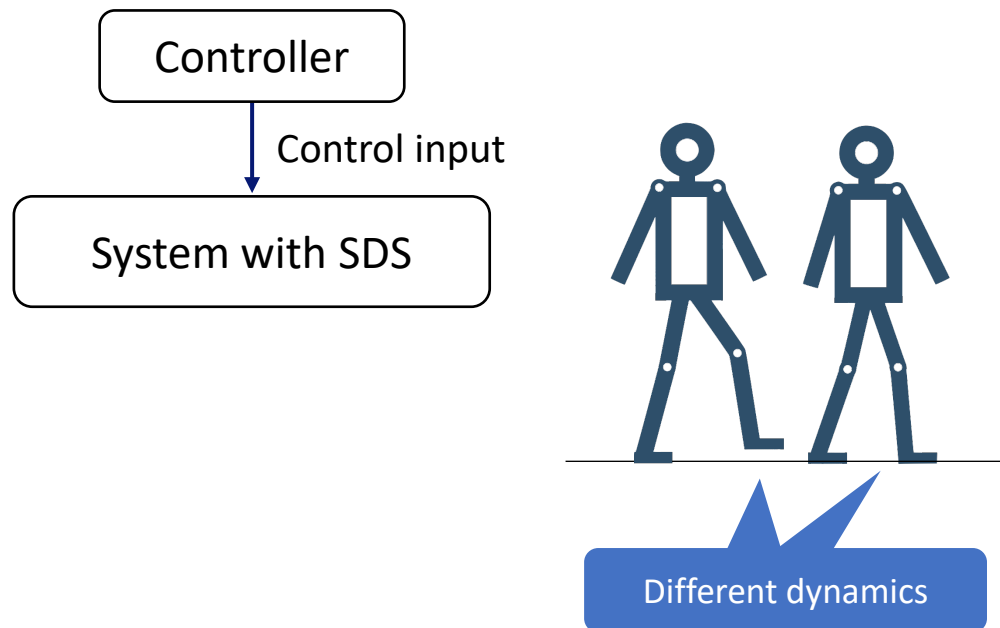 Controller
Control input
System with SDS
Different dynamics